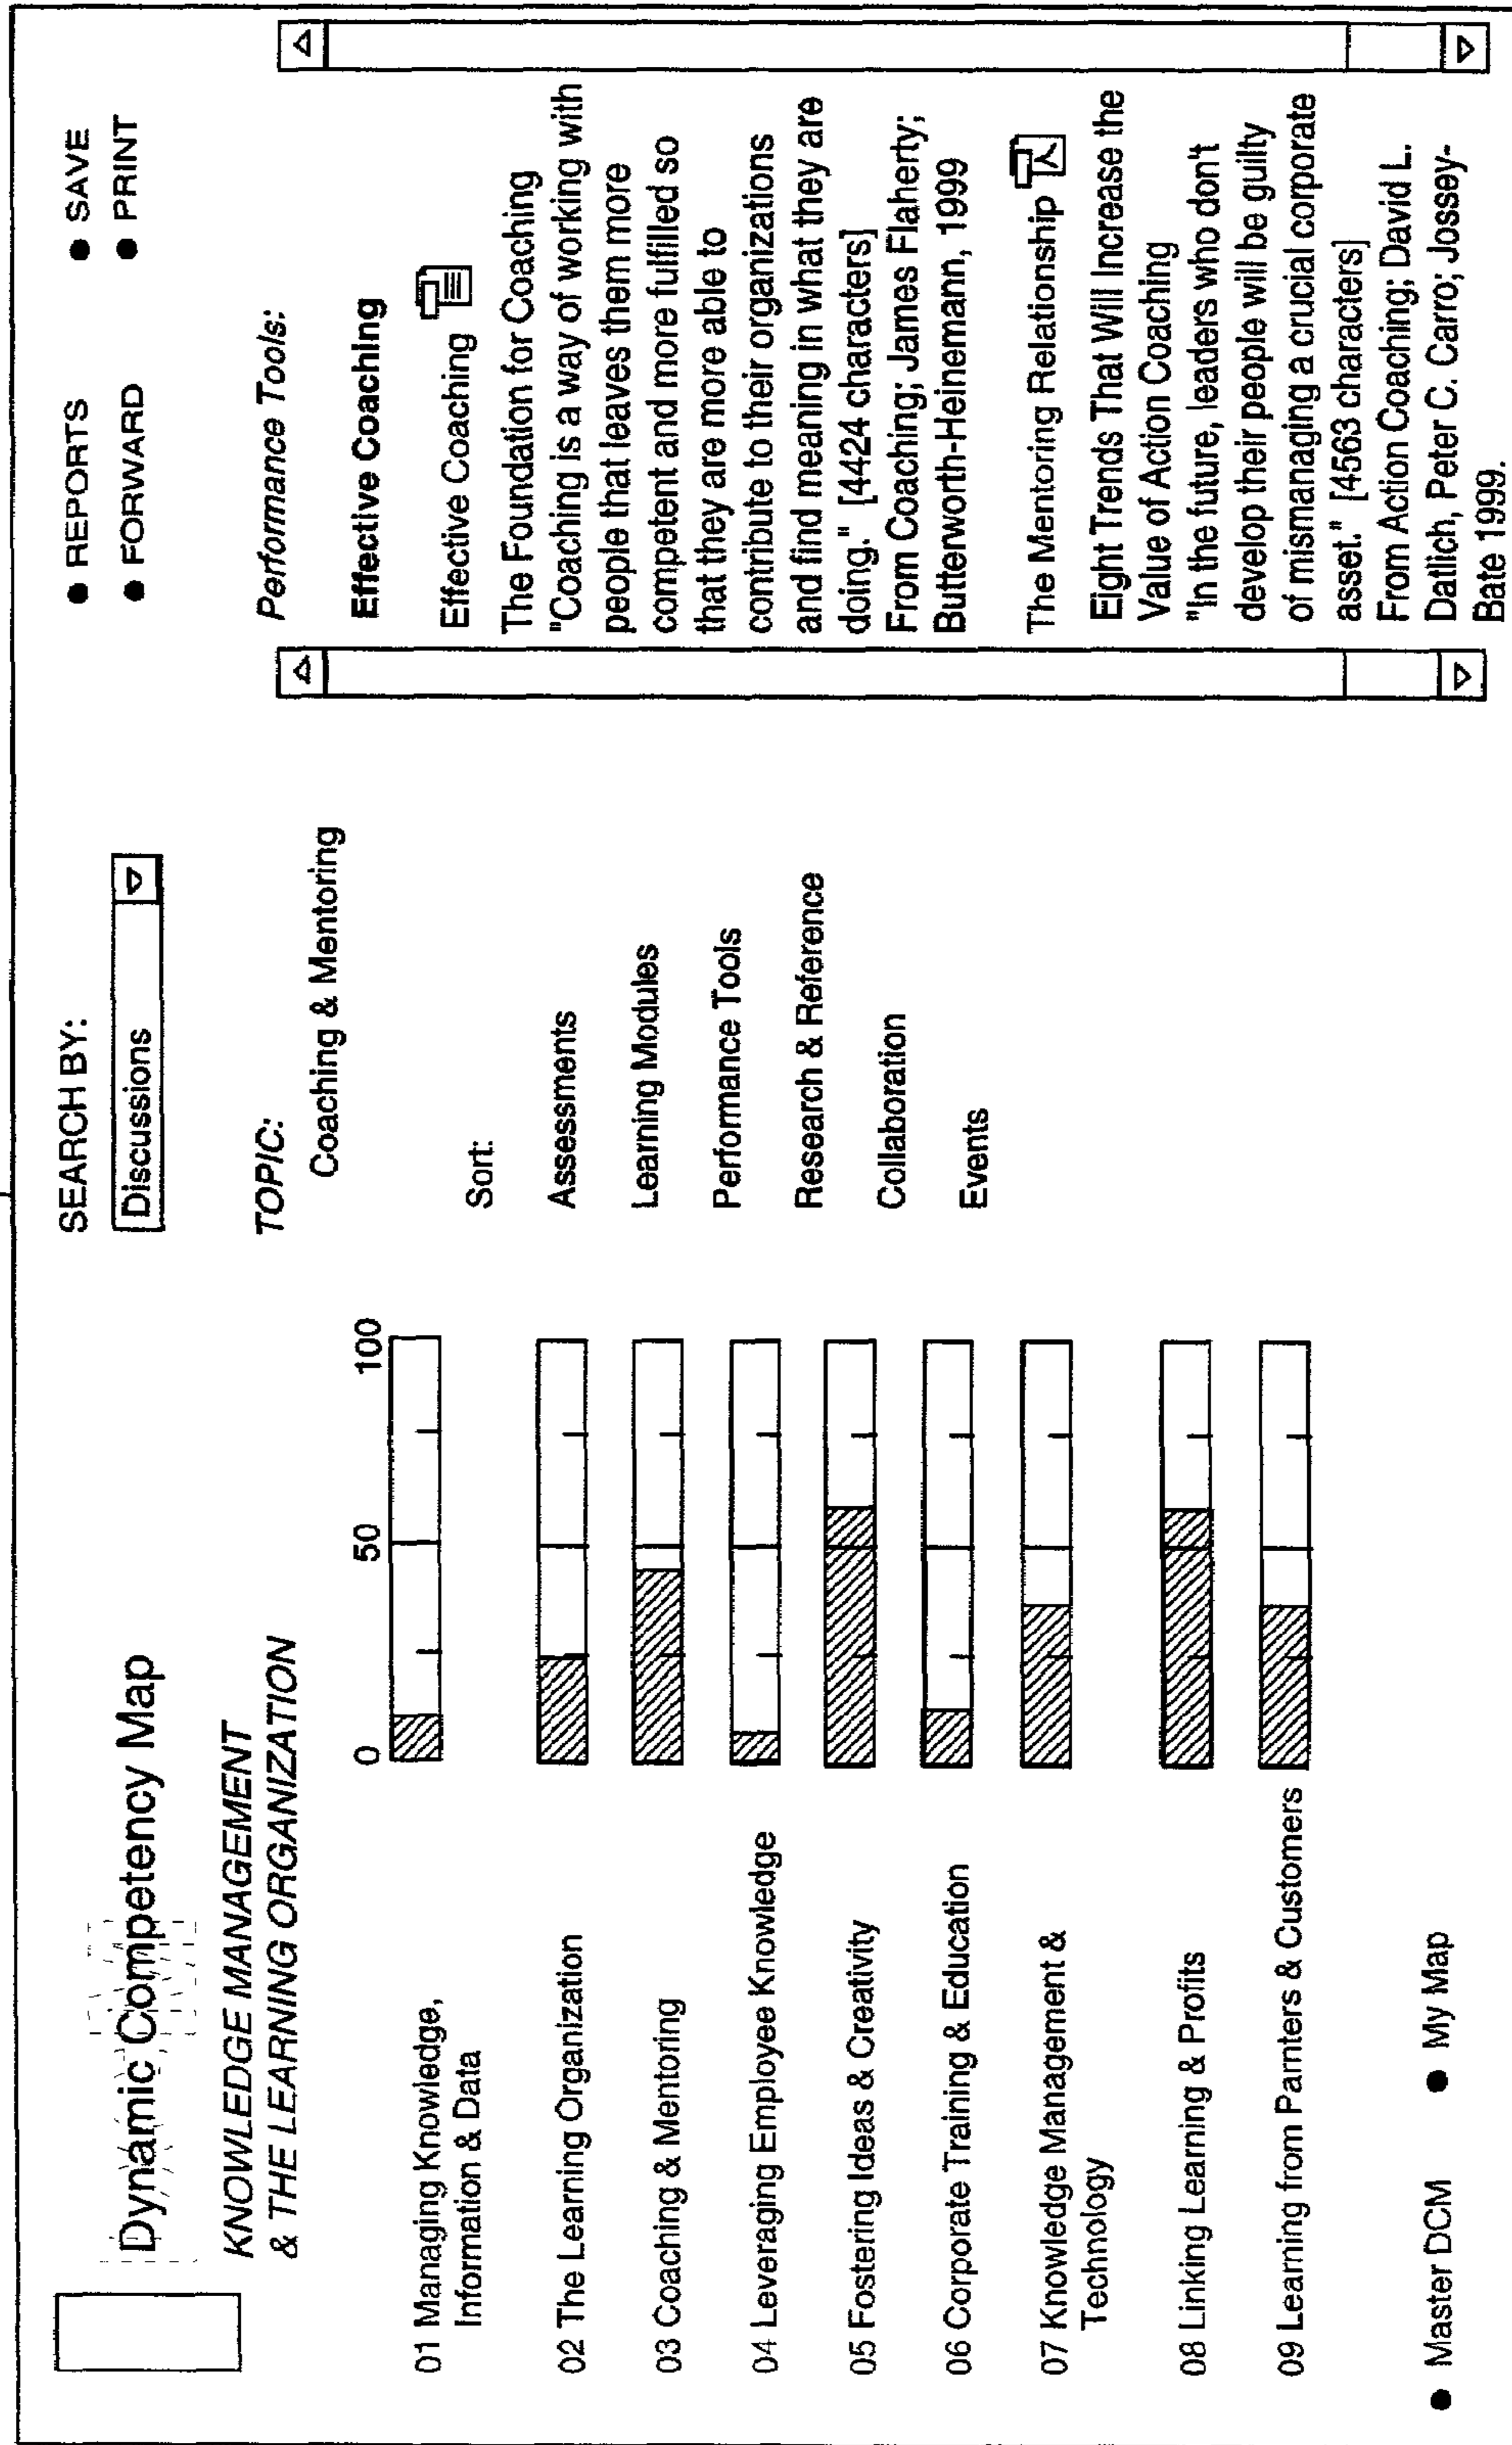 Dynamic Competency Map
KNOWLEDGE MANAGEMENT
& THE LEARNING ORGANIZATION
0 50 100
01 Managing Knowledge,
Information & Data
02 The Learning Organization
03 Coaching & Mentoring
04 Leveraging Employee Knowledge
05 Fostering Ideas & Creativity
06 Corporate Training & Education
07 Knowledge Management &
Technology
08 Linking Learning & Profits
09 Learning from Parnters & Customers
● Master DCM ● My Map
SEARCH BY:
Discussions
TOPIC:
Coaching & Mentoring
Sort:
Assessments
Learning Modules
Performance Tools
Research & Reference
Collaboration
Events
● REPORTS ● SAVE
● FORWARD ● PRINT
Performance Tools:
Effective Coaching
Effective Coaching
The Foundation for Coaching
"Coaching is a way of working with
people that leaves them more
competent and more fulfilled so
that they are more able to
contribute to their organizations
and find meaning in what they are
doing." [4424 characters]
From Coaching; James Flaherty;
Butterworth-Heinemann, 1999
The Mentoring Relationship
Eight Trends That Will Increase the
Value of Action Coaching
"In the future, leaders who don't
develop their people will be guilty
of mismanaging a crucial corporate
asset." [4563 characters]
From Action Coaching; David L.
Datlich, Peter C. Carro; Jossey-
Bate 1999.